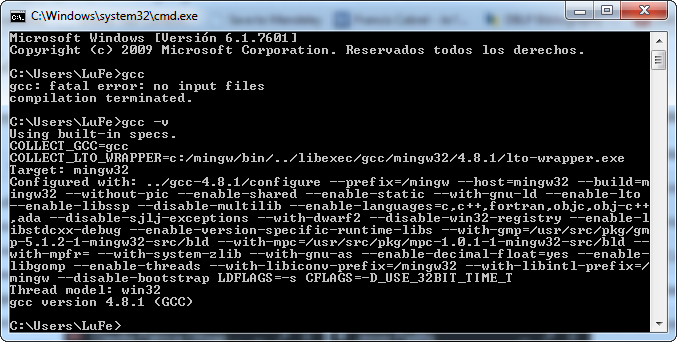 C:\Windows\system32\cmd.exe
Microsoft Windows [Versión 6.1.7601]
Copyright (c) 2009 Microsoft Corporation. Reservados todos los derechos.
C:\Users\LuFe>gcc
gcc: fatal error: no input files
compilation terminated.
C:\Users\LuFe>gcc -v
Using built-in specs.
COLLECT_GCC=gcc
COLLECT_LTO_WRAPPER=c:/mingw/bin/../libexec/gcc/mingw32/4.8.1/lto-wrapper.exe
Target: mingw32
Configured with: ../gcc-4.8.1/configure --prefix=/mingw --host=mingw32 --build=m
ingw32 --without-pic --enable-shared --enable-static --with-gnu-ld --enable-lto
--enable-libssp --disable-multilib --enable-languages=c,c++,fortran,objc,obj-c++
,ada --disable-sjlj-exceptions --with-dwarf2 --disable-win32-registry --enable-l
ibstdcxx-debug --enable-version-specific-runtime-libs --with-gmp=/usr/src/pkg/gm
p-5.1.2-1-mingw32-src/bld --with-mpc=/usr/src/pkg/mpc-1.0.1-1-mingw32-src/bld --
with-mpfr= --with-system-zlib --with-gnu-as --enable-decimal-float=yes --enable-
libgomp --enable-threads --with-libiconv-prefix=/mingw32 --with-libintl-prefix=/
mingw --disable-bootstrap LDFLAGS=-s CFLAGS=-D_USE_32BIT_TIME_T
Thread model: win32
gcc version 4.8.1 (GCC)
C:\Users\LuFe>